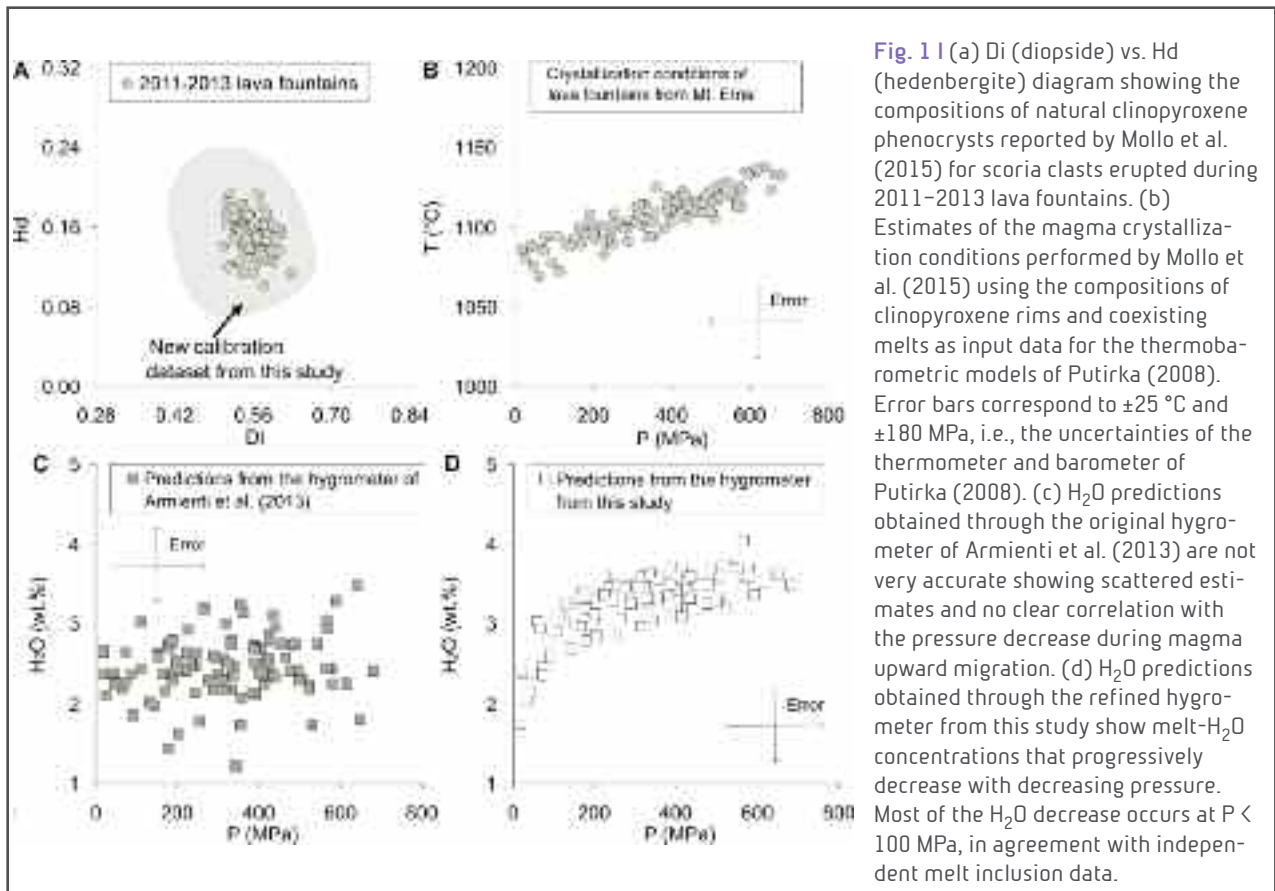 A
0.32
0.24
0.16
0.08
0.00
Hd
2011-2013 lava fountains
New calibration
dataset from this study
0.28 0.42 0.56 0.70 0.84
Di
B
1200
1150
1100
1050
1000
T (°C)
Crystallization conditions of
lava fountains from Mt. Etna
Error
0 200 400 600 800
P (MPa)
C
5
4
3
2
1
H₂O (wt.%)
Predictions from the hygrometer of
Armienti et al. (2013)
Error
0 200 400 600 800
P (MPa)
D
5
4
3
2
1
H₂O (wt.%)
Predictions from the hygrometer
from this study
Error
0 200 400 600 800
P (MPa)
Fig. 1 | (a) Di (diopside) vs. Hd
(hedenbergite) diagram showing the
compositions of natural clinopyroxene
phenocrysts reported by Mollo et al.
(2015) for scoria clasts erupted during
2011–2013 lava fountains. (b)
Estimates of the magma crystalliza-
tion conditions performed by Mollo et
al. (2015) using the compositions of
clinopyroxene rims and coexisting
melts as input data for the thermoba-
rometric models of Putirka (2008).
Error bars correspond to ±25 °C and
±180 MPa, i.e., the uncertainties of the
thermometer and barometer of
Putirka (2008). (c) H₂O predictions
obtained through the original hygro-
meter of Armienti et al. (2013) are not
very accurate showing scattered esti-
mates and no clear correlation with
the pressure decrease during magma
upward migration. (d) H₂O predictions
obtained through the refined hygro-
meter from this study show melt-H₂O
concentrations that progressively
decrease with decreasing pressure.
Most of the H₂O decrease occurs at P <
100 MPa, in agreement with indepen-
dent melt inclusion data.